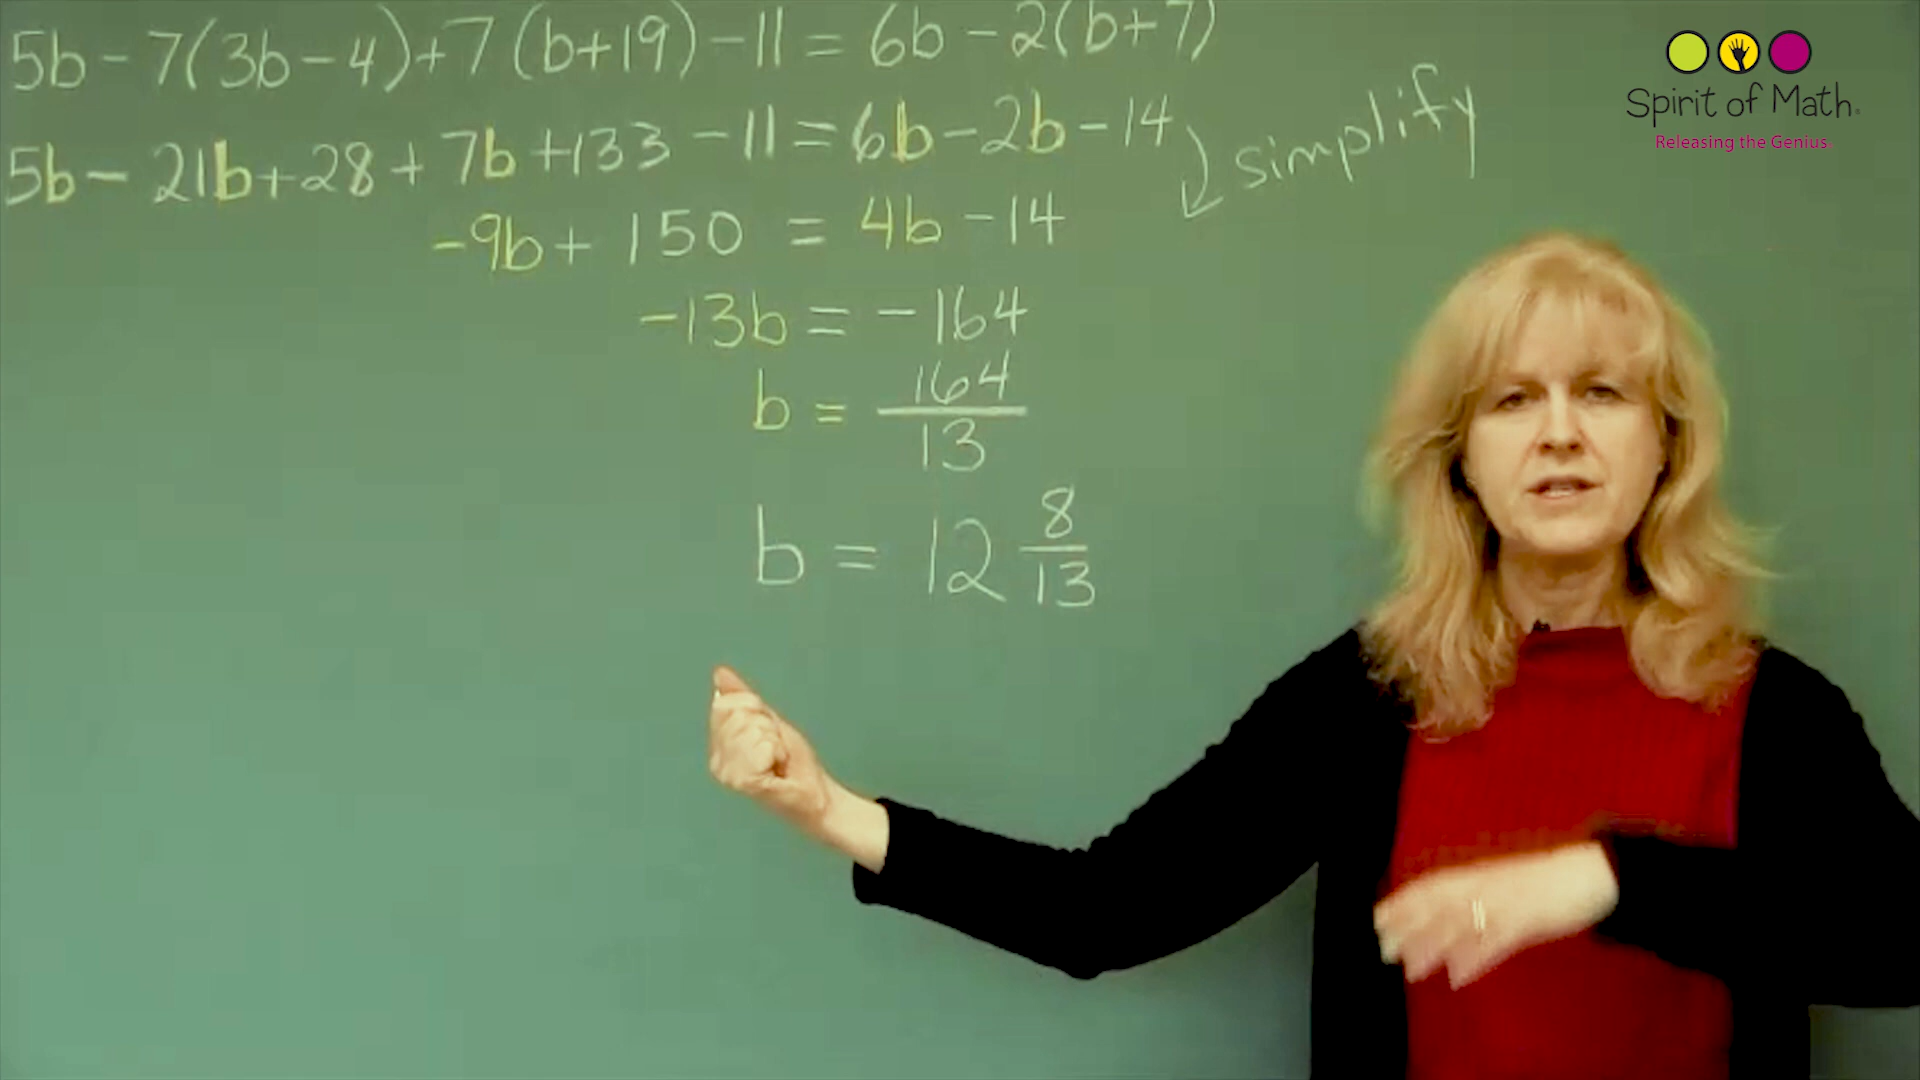 5b - 7(3b - 4) + 7(b+19) - 11 = 6b - 2(b+7)
5b - 21b + 28 + 7b + 133 - 11 = 6b - 2b - 14
simplify
-9b + 150 = 4b - 14
-13b = -164
b = 164/13
b = 12 8/13
Spirit of Math
Releasing the Genius